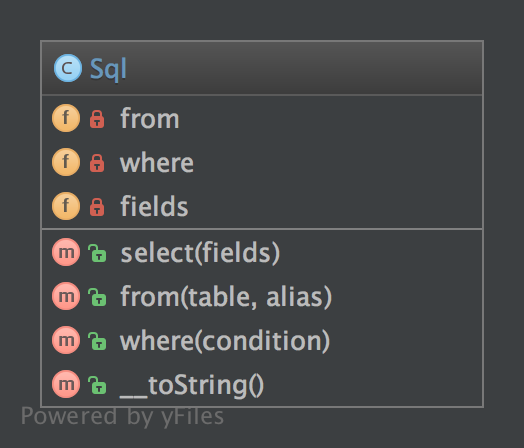 C Sql
f from
f where
f fields
m select(fields)
m from(table, alias)
m where(condition)
m __toString()
Powered by yFiles